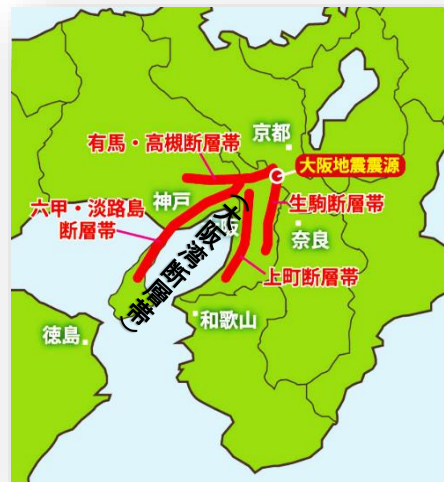 京都
有馬・高槻断層帯
大阪地震震源
神戸
六甲・淡路島
断層帯
生駒断層帯
奈良
(大阪湾断層帯)
上町断層帯
和歌山
徳島